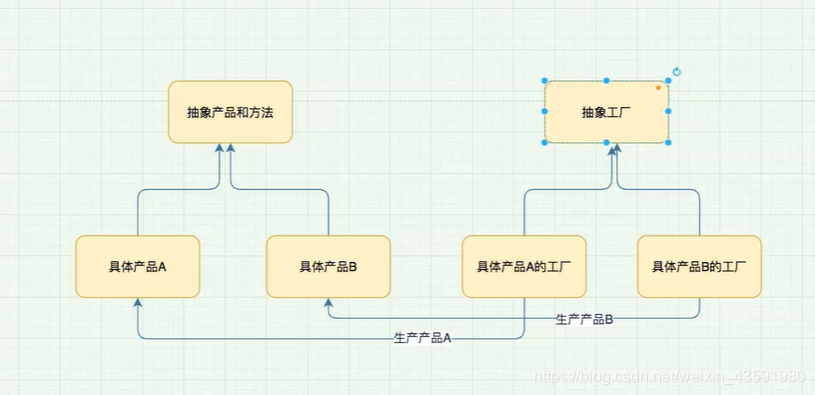 抽象产品和方法
抽象工厂
具体产品A
具体产品B
具体产品A的工厂
具体产品B的工厂
生产产品B
生产产品A
https://blog.csdn.net/weixin_43591980